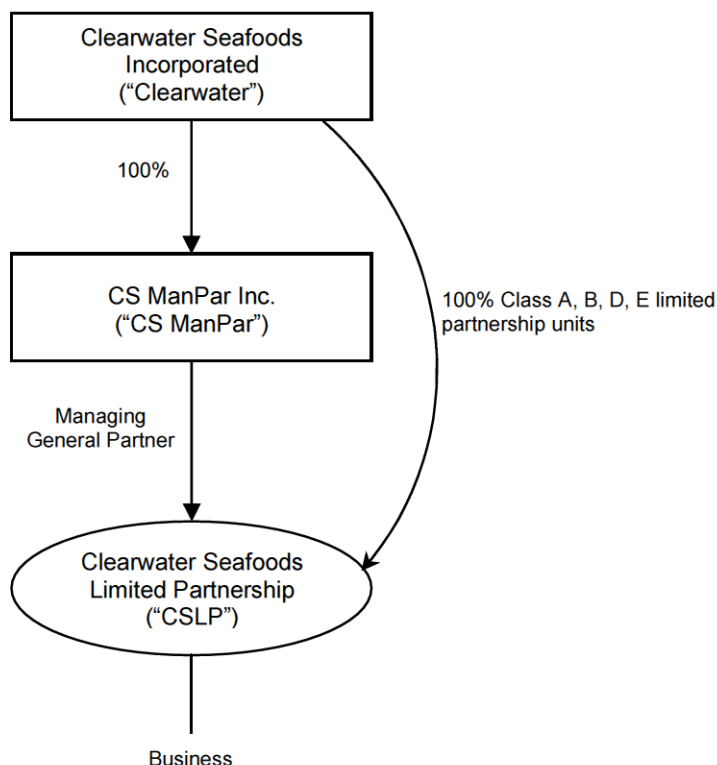 Clearwater Seafoods
Incorporated
(“Clearwater”)
100%
CS ManPar Inc.
(“CS ManPar”)
100% Class A, B, D, E limited
partnership units
Managing
General Partner
Clearwater Seafoods
Limited Partnership
(“CSLP”)
Business